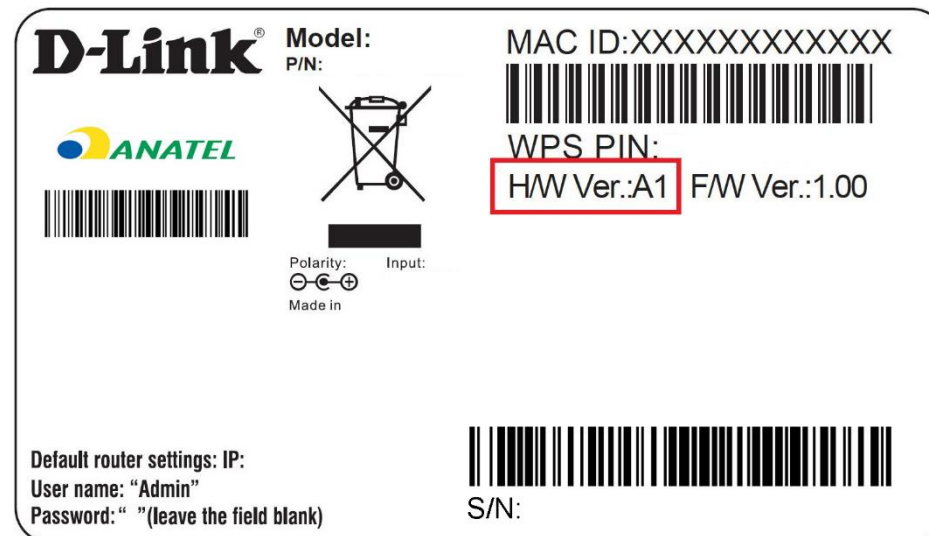 D-Link®
Model:
P/N:
ANATEL
Polarity: Input:
Made in
MAC ID:XXXXXXXXXXXX
WPS PIN:
H/W Ver.:A1 F/W Ver.:1.00
Default router settings: IP:
User name: “Admin”
Password: “ ”(leave the field blank)
S/N: